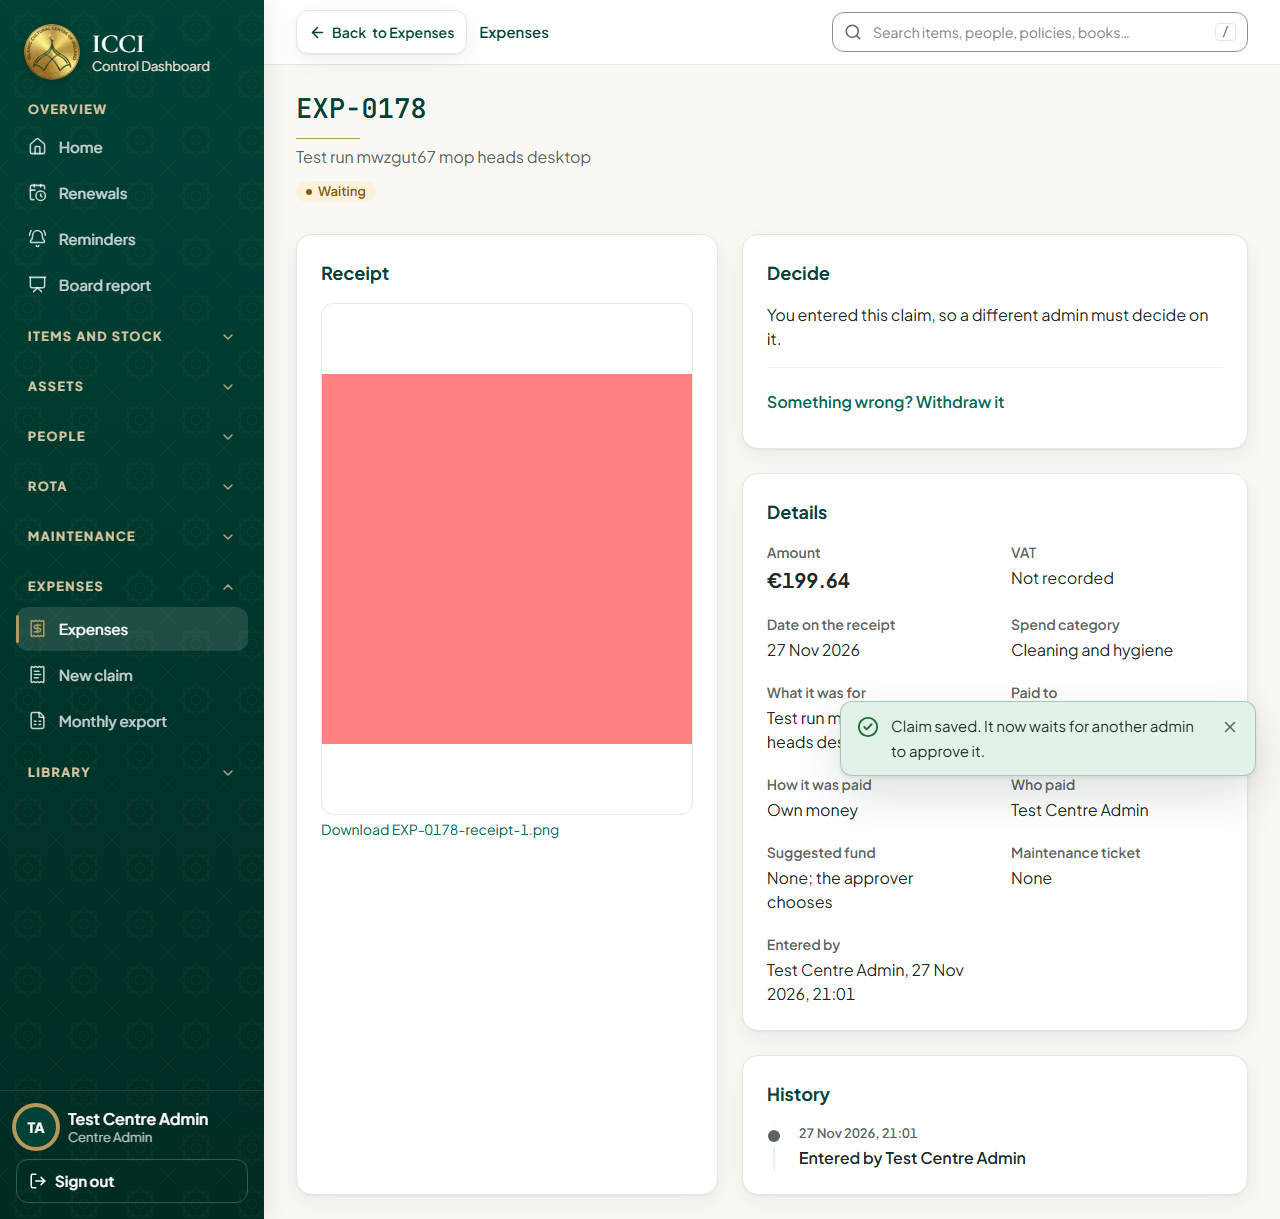 ICCI
Control Dashboard
OVERVIEW
Home
Renewals
Reminders
Board report
ITEMS AND STOCK
ASSETS
PEOPLE
ROTA
MAINTENANCE
EXPENSES
Expenses
New claim
Monthly export
LIBRARY
TA
Test Centre Admin
Centre Admin
Sign out
Back to Expenses
Expenses
Search items, people, policies, books...
/
EXP-0178
Test run mwzgut67 mop heads desktop
Waiting
Receipt
Download EXP-0178-receipt-1.png
Decide
You entered this claim, so a different admin must decide on
it.
Something wrong? Withdraw it
Details
Amount
€199.64
VAT
Not recorded
Date on the receipt
27 Nov 2026
Spend category
Cleaning and hygiene
What it was for
Test run
heads
Paid to
Claim saved. It now waits for another admin
to approve it.
How it was paid
Own money
Who paid
Test Centre Admin
Suggested fund
None; the approver
chooses
Maintenance ticket
None
Entered by
Test Centre Admin, 27 Nov
2026, 21:01
History
27 Nov 2026, 21:01
Entered by Test Centre Admin